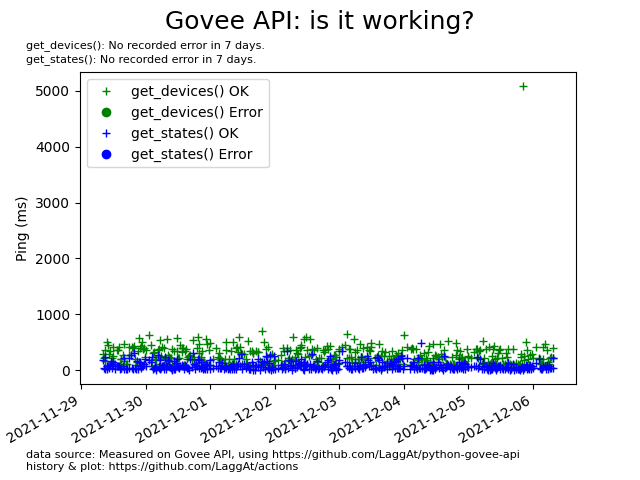 Govee API: is it working?
get_devices(): No recorded error in 7 days.
get_states(): No recorded error in 7 days.
get_devices() OK
get_devices() Error
get_states() OK
get_states() Error
Ping (ms)
5000
4000
3000
2000
1000
0
2021-11-29
2021-11-30
2021-12-01
2021-12-02
2021-12-03
2021-12-04
2021-12-05
2021-12-06
data source: Measured on Govee API, using https://github.com/LaggAt/python-govee-api
history & plot: https://github.com/LaggAt/actions